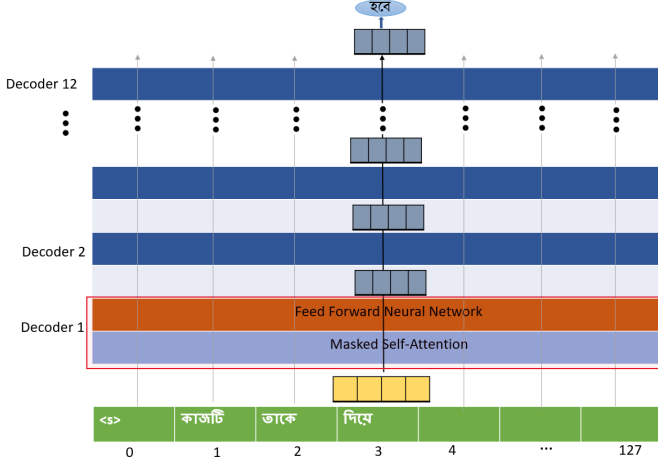 হবে
Decoder 12
Decoder 2
Decoder 1
Feed Forward Neural Network
Masked Self-Attention
<s> কাজটি তাকে দিয়ে
0 1 2 3 4 ... 127